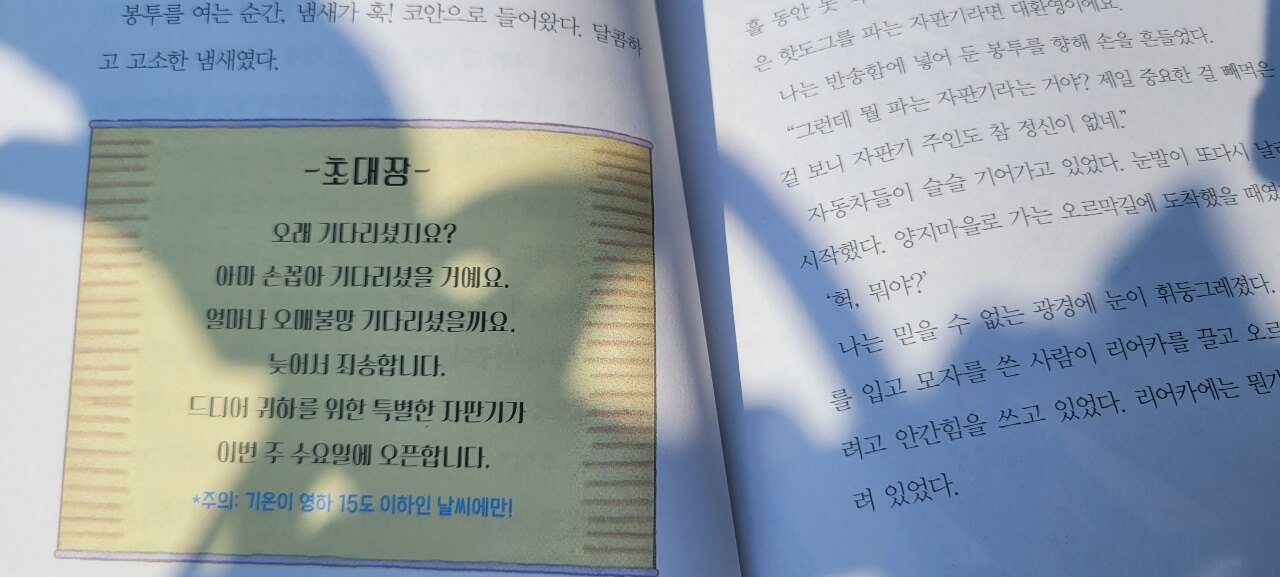 봉투를 여는 순간, 냄새가 훅! 코안으로 들어왔다. 달콤하
고 고소한 냄새였다.
-초대장-
오래 기다리셨지요?
아마 손꼽아 기다리셨을 거예요.
얼마나 오매불망 기다리셨을까요.
늦어서 죄송합니다.
드디어 귀하를 위한 특별한 자판기가
이번 주 수요일에 오픈합니다.
*주의: 기온이 영하 15도 이하인 날씨에만!
흘 동안 못
은 핫도그를 파는 자판기라면 대환영이에요.
나는 반송함에 넣어 둔 봉투를 향해 손을 흔들었다.
“그런데 뭘 파는 자판기라는 거야? 제일 중요한 걸 빼먹은
걸 보니 자판기 주인도 참 정신이 없네.”
자동차들이 슬슬 기어가고 있었다. 눈발이 또다시
시작했다. 양지마을로 가는 오르막길에 도착했을 때였
‘헉, 뭐야?’
나는 믿을 수 없는 광경에 눈이 휘둥그레졌다.
를 입고 모자를 쓴 사람이 리어카를 끌고
려고 안간힘을 쓰고 있었다. 리어카에는
려 있었다.